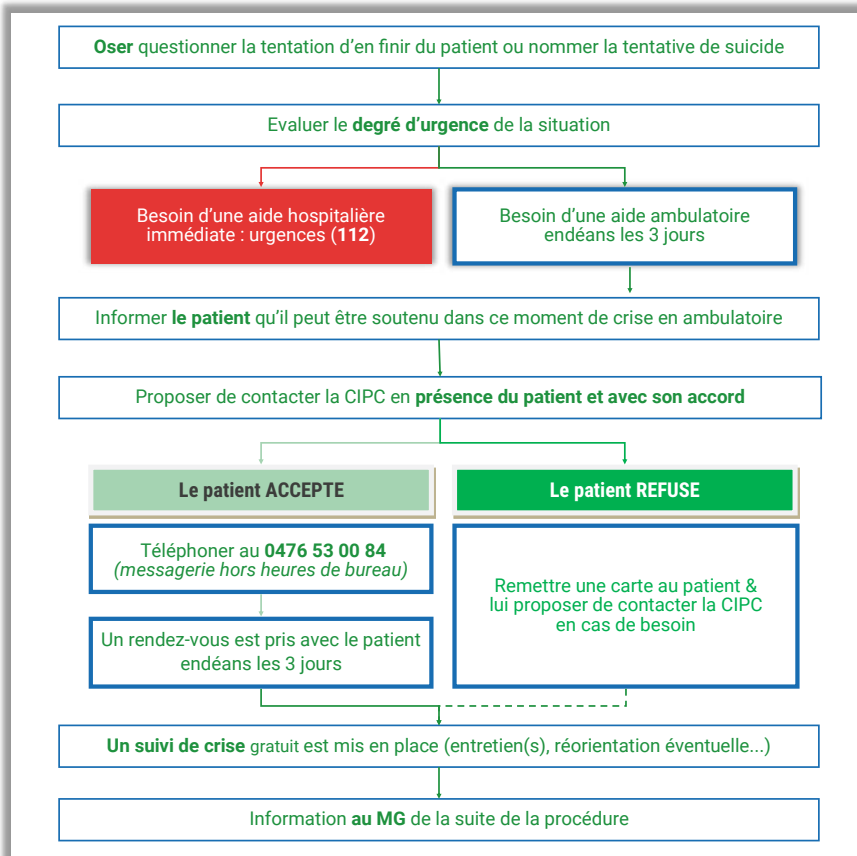 Oser questionner la tentation d’en finir du patient ou nommer la tentative de suicide
Evaluer le degré d’urgence de la situation
Besoin d’une aide hospitalière
immédiate : urgences (112)
Besoin d’une aide ambulatoire
endéans les 3 jours
Informer le patient qu’il peut être soutenu dans ce moment de crise en ambulatoire
Proposer de contacter la CIPC en présence du patient et avec son accord
Le patient ACCEPTE
Le patient REFUSE
Téléphoner au 0476 53 00 84
(messagerie hors heures de bureau)
Un rendez-vous est pris avec le patient
endéans les 3 jours
Remettre une carte au patient &
lui proposer de contacter la CIPC
en cas de besoin
Un suivi de crise gratuit est mis en place (entretien(s), réorientation éventuelle...)
Information au MG de la suite de la procédure